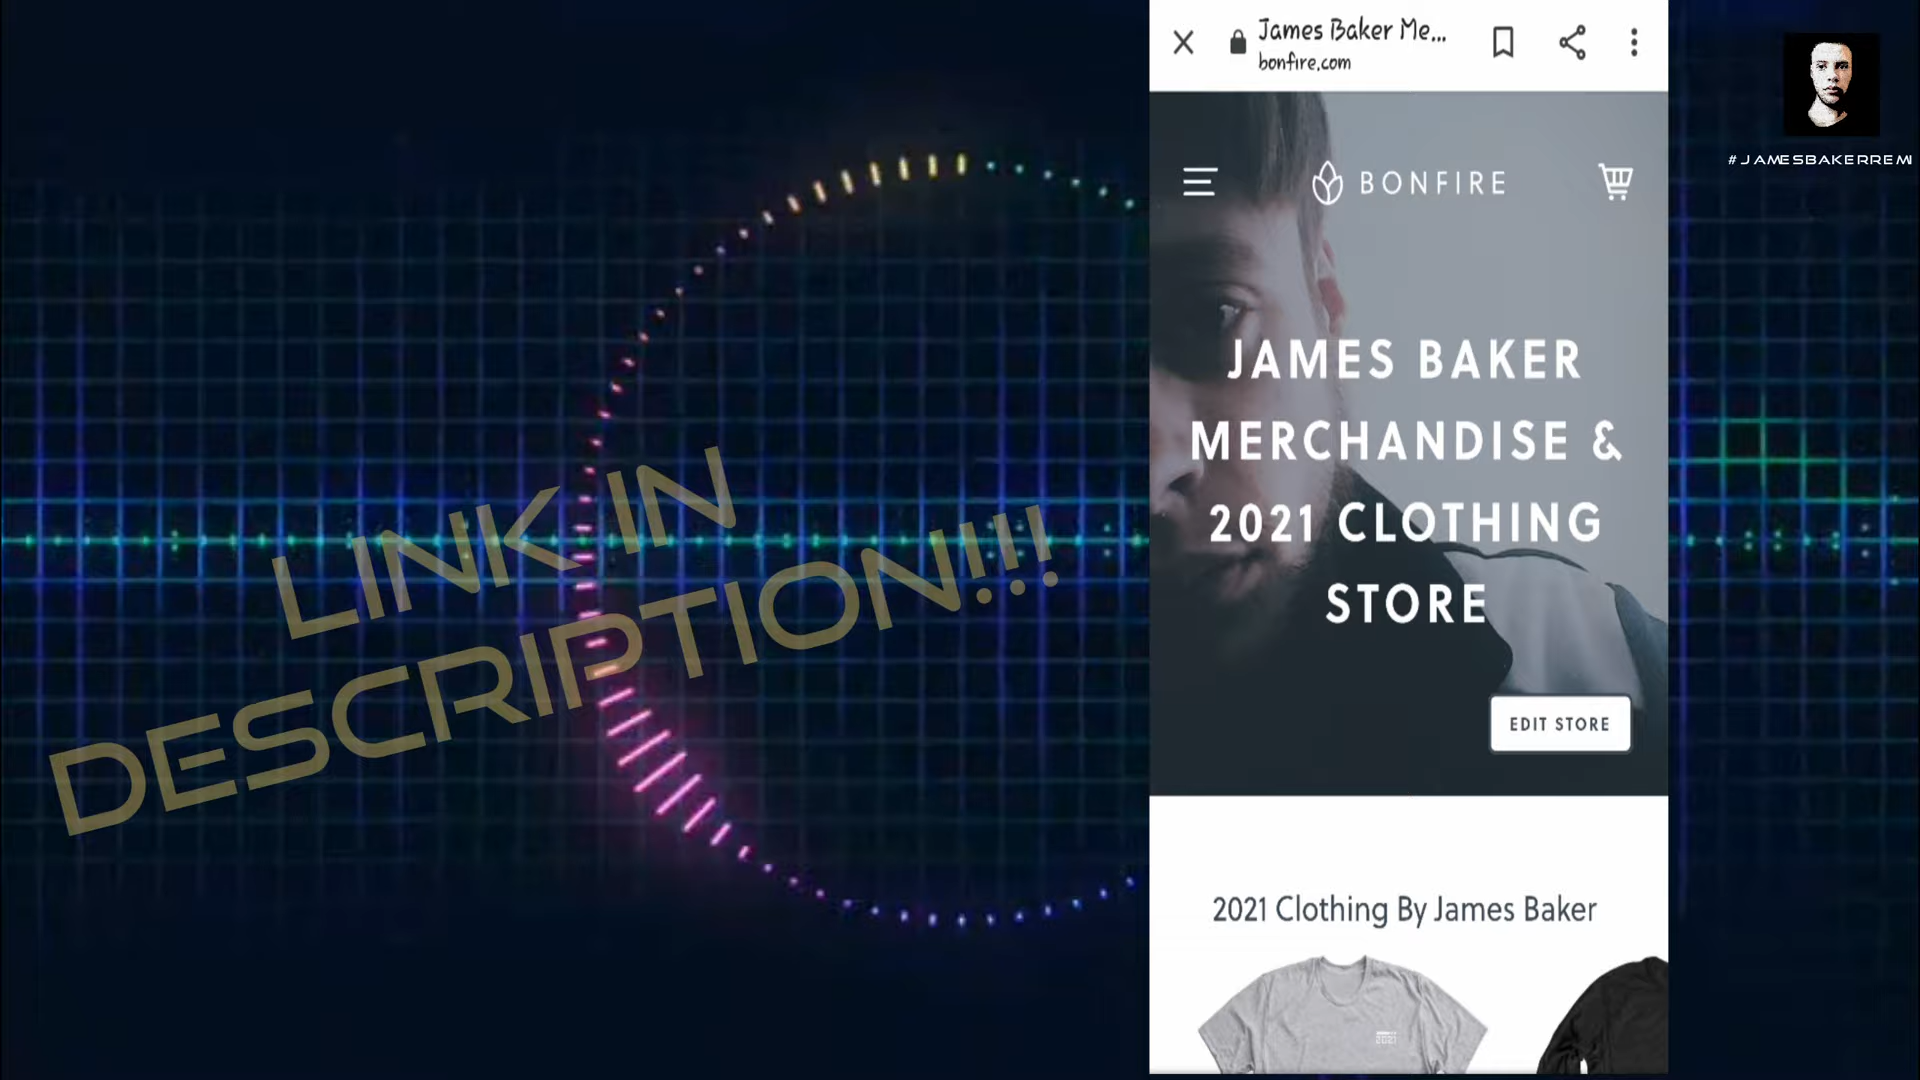 James Baker Me...
bonfire.com
BONFIRE
JAMES BAKER
MERCHANDISE &
2021 CLOTHING
STORE
EDIT STORE
2021 Clothing By James Baker
2021
#JAMESBAKERREMI
LINK IN
DESCRIPTION!!!